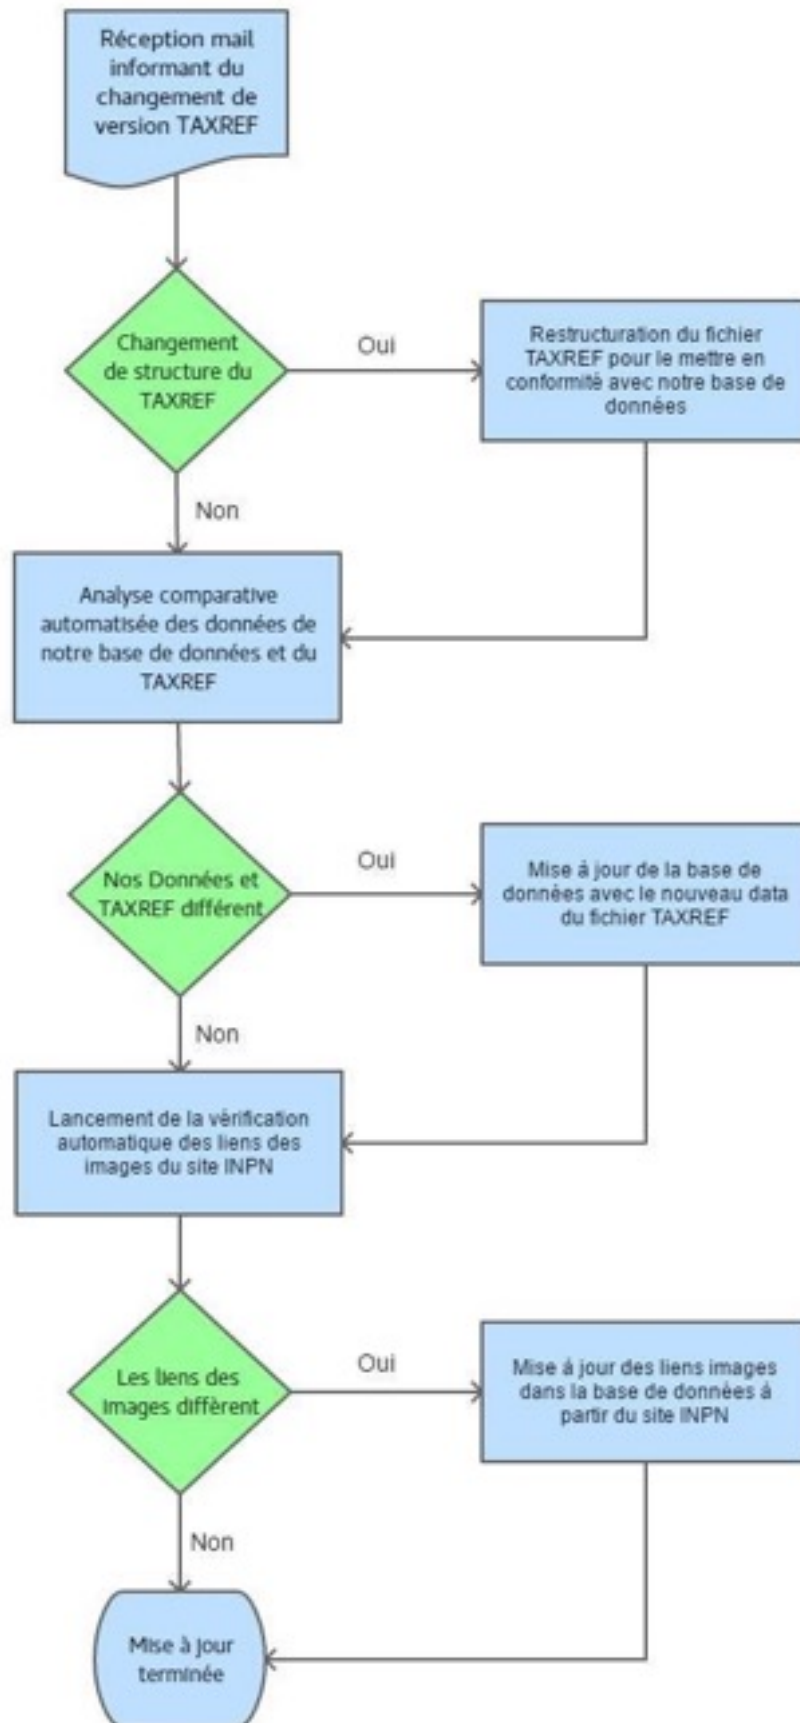 Réception mail
informant du
changement de
version TAXREF
Changement
de structure du
TAXREF
Oui
Restructuration du fichier
TAXREF pour le mettre en
conformité avec notre base de
données
Non
Analyse comparative
automatisée des données de
notre base de données et du
TAXREF
Nos Données et
TAXREF différent
Oui
Mise à jour de la base de
données avec le nouveau data
du fichier TAXREF
Non
Lancement de la vérification
automatique des liens des
images du site INPN
Les liens des
images diffèrent
Oui
Mise à jour des liens images
dans la base de données à
partir du site INPN
Non
Mise à jour
terminée